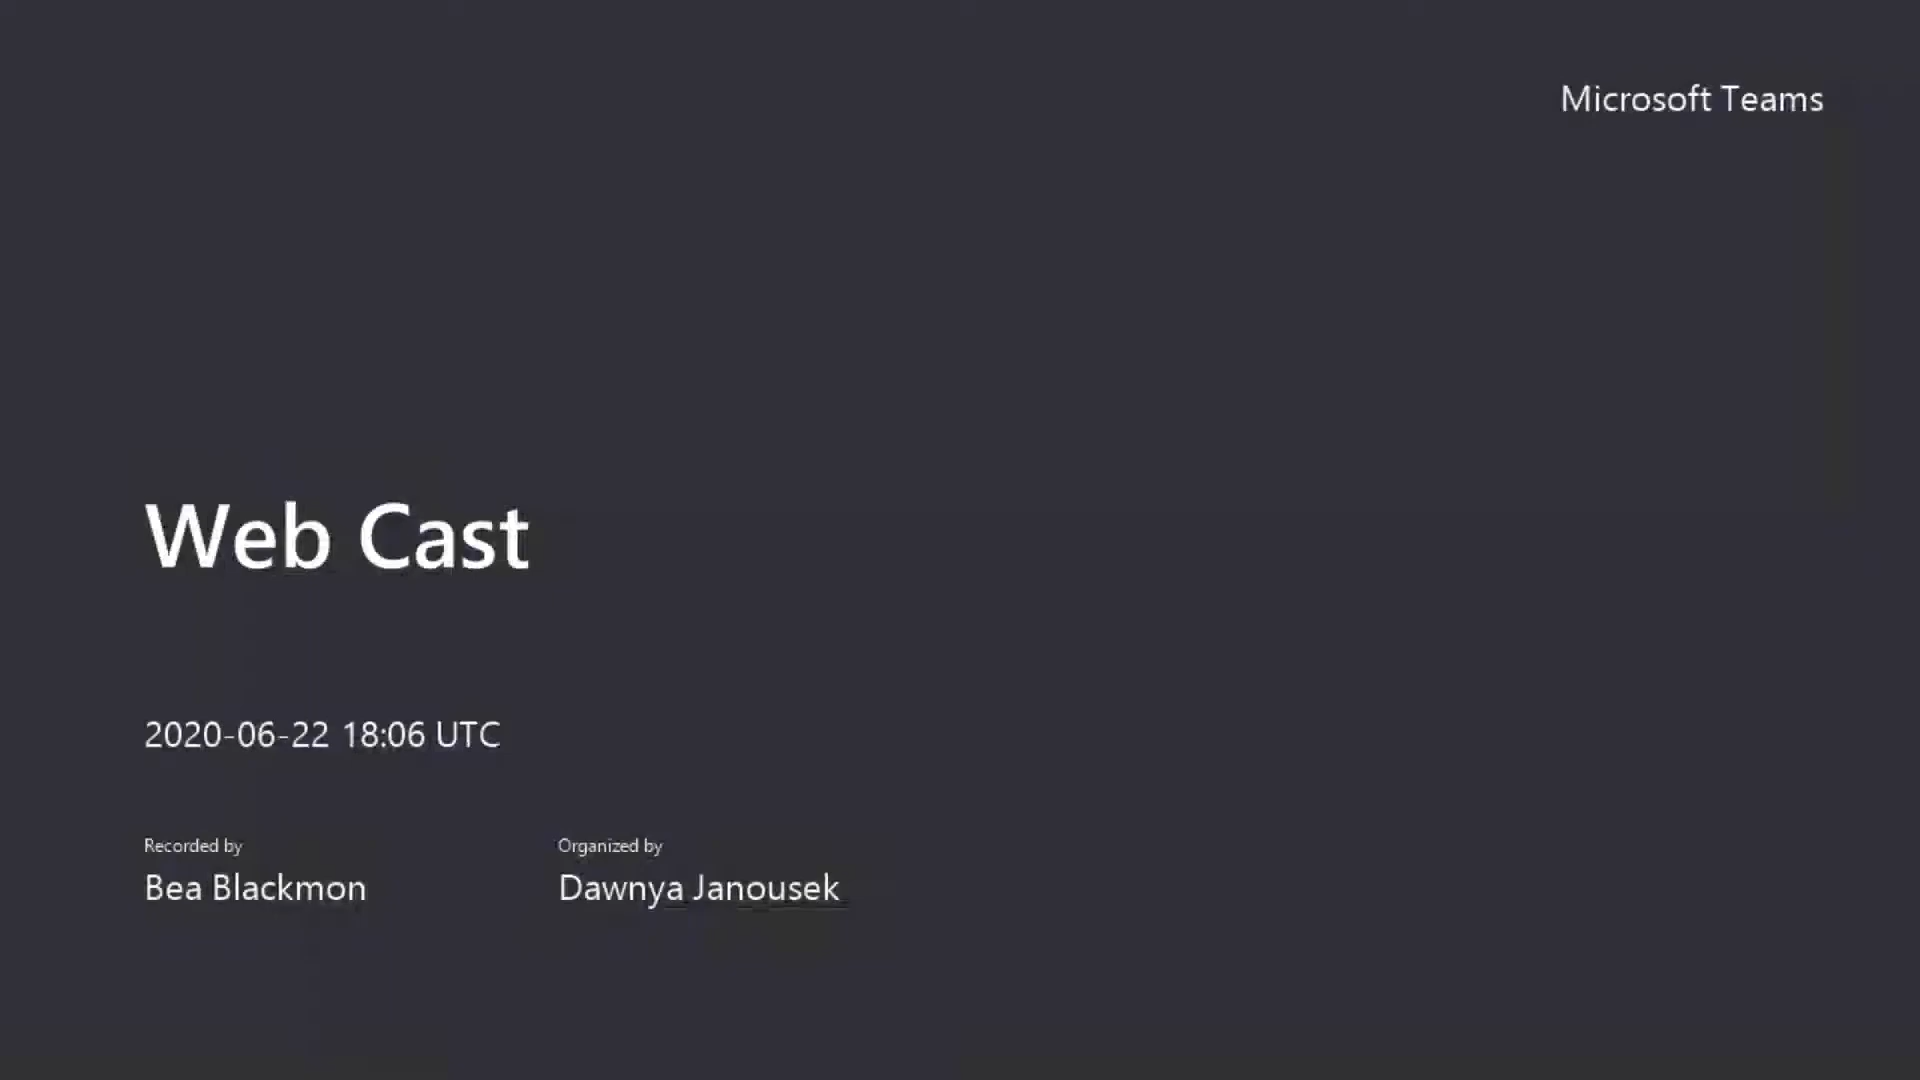 Microsoft Teams
Web Cast
2020-06-22 18:06 UTC
Recorded by
Bea Blackmon
Organized by
Dawnya Janousek